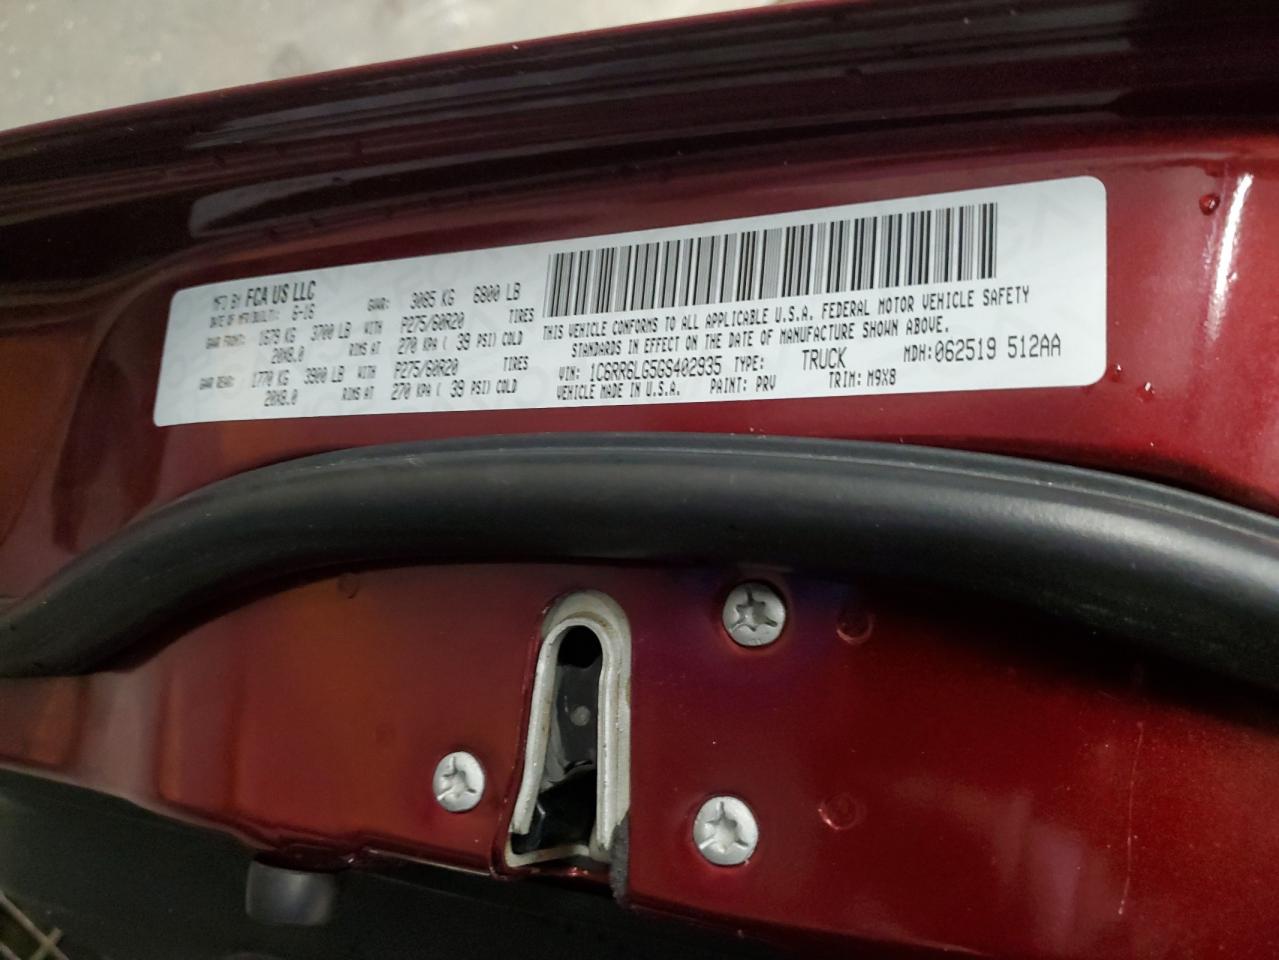 MFD BY FCA US LLC
DATE OF MFR/BUILT: 6-16
GVWR: 3085 KG 6800 LB
GAWR FRONT: 1679 KG 3700 LB WITH P275/60R20 TIRES
20X8.0 RIMS AT 270 KPA ( 39 PSI) COLD
GAWR REAR: 1770 KG 3900 LB WITH P275/60R20 TIRES
20X8.0 RIMS AT 270 KPA ( 39 PSI) COLD
THIS VEHICLE CONFORMS TO ALL APPLICABLE U.S.A. FEDERAL MOTOR VEHICLE SAFETY
STANDARDS IN EFFECT ON THE DATE OF MANUFACTURE SHOWN ABOVE.
VIN: 1C6RR6LG5GS402935 TYPE: TRUCK MDH:062519 512AA
VEHICLE MADE IN U.S.A. PAINT: PRV TRIM: M9X8